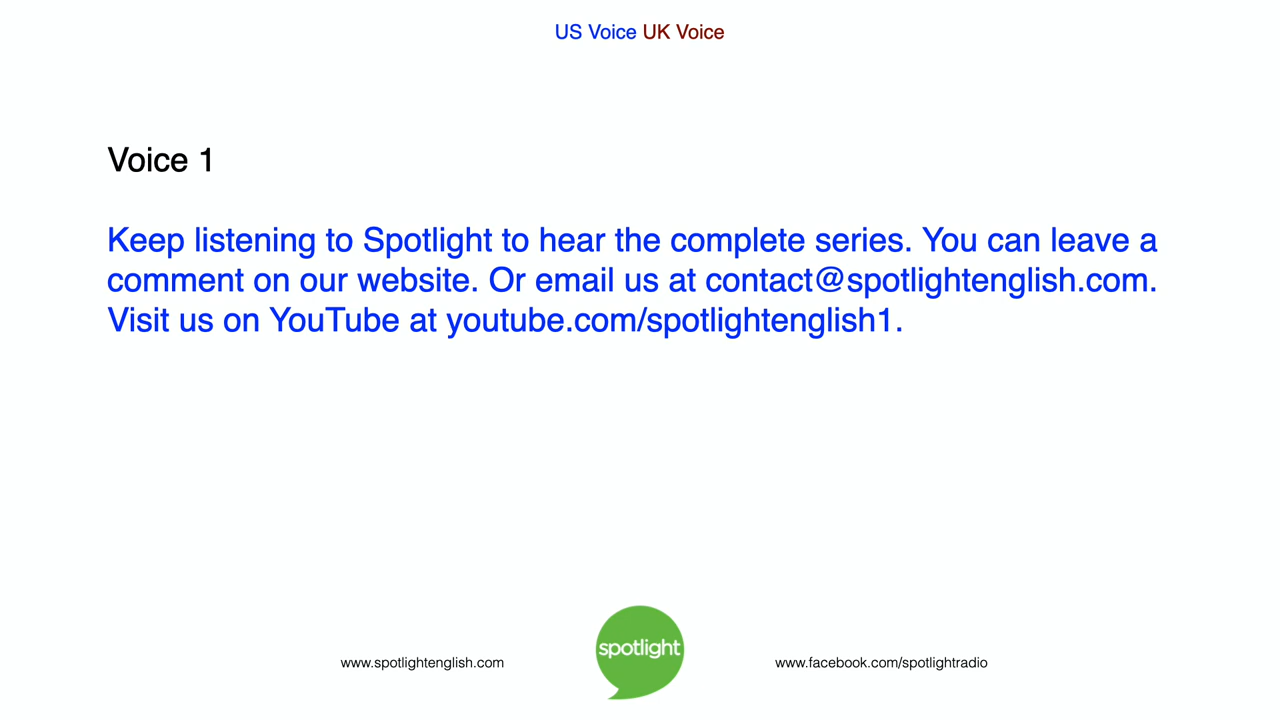 US Voice UK Voice
Voice 1
Keep listening to Spotlight to hear the complete series. You can leave a
comment on our website. Or email us at contact@spotlightenglish.com.
Visit us on YouTube at youtube.com/spotlightenglish1.
spotlight
www.spotlightenglish.com
www.facebook.com/spotlightradio